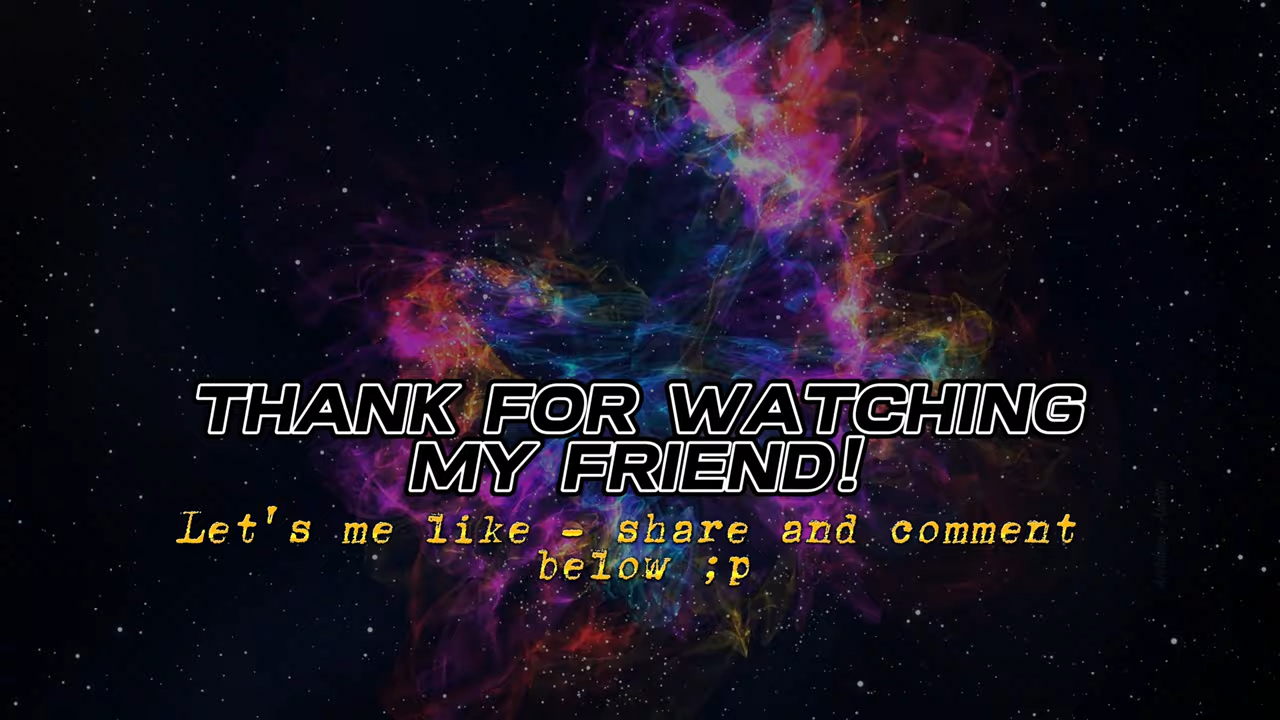 THANK FOR WATCHING
MY FRIEND!
Let's me like - share and comment
below ;p